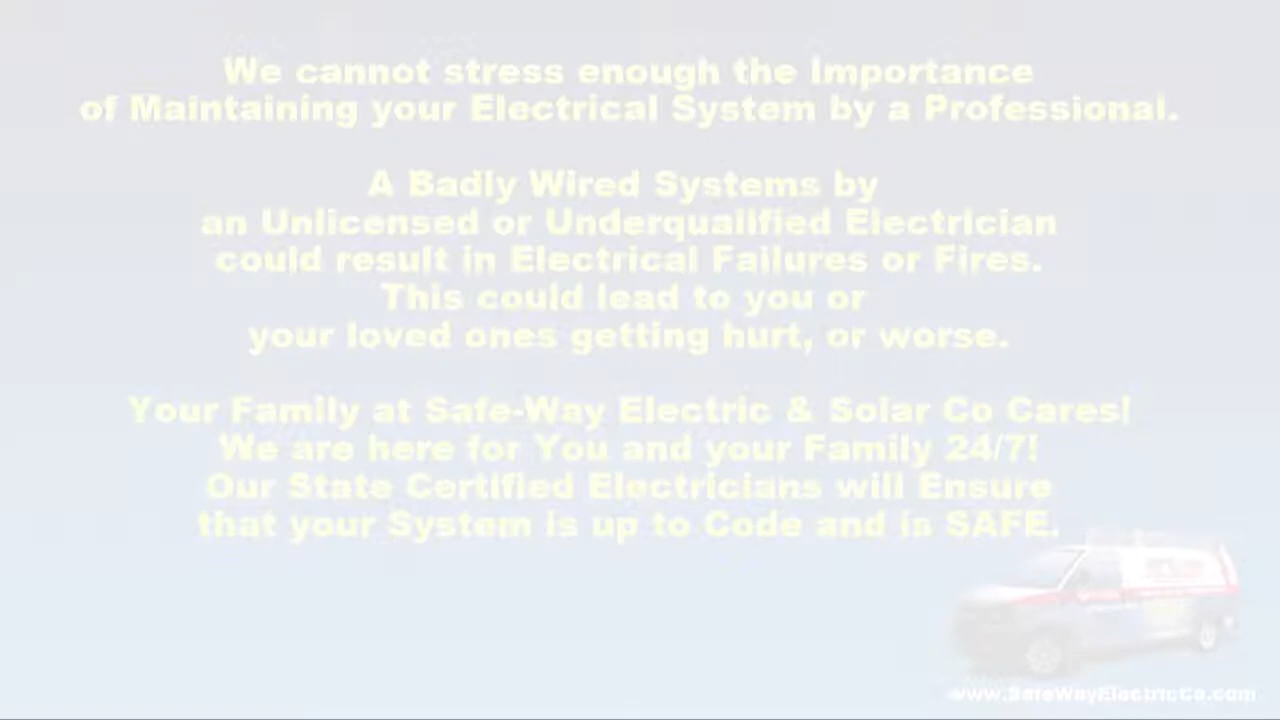 We cannot stress enough the Importance
of Maintaining your Electrical System by a Professional.
A Badly Wired Systems by
an Unlicensed or Underqualified Electrician
could result in Electrical Failures or Fires.
This could lead to you or
your loved ones getting hurt, or worse.
Your Family at Safe-Way Electric & Solar Co Cares!
We are here for You and your Family 24/7!
Our State Certified Electricians will Ensure
that your System is up to Code and is SAFE.
www.SafeWayElectricCo.com